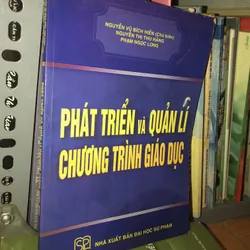 NGUYỄN VŨ BÍCH HIỀN (Chủ biên)
NGUYỄN THỊ THU HẰNG
PHẠM NGỌC LONG
PHÁT TRIỂN VÀ QUẢN LÍ
CHƯƠNG TRÌNH GIÁO DỤC
NHÀ XUẤT BẢN ĐẠI HỌC SƯ PHẠM